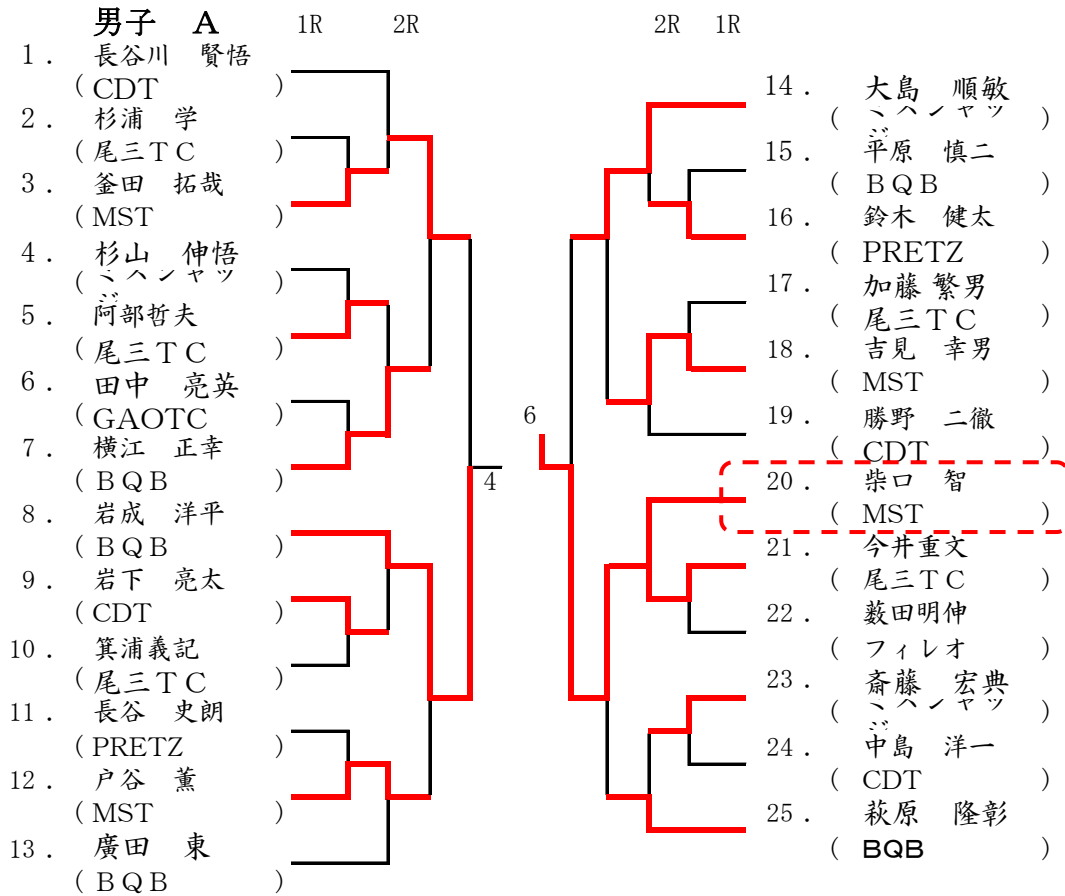 男子 A 1R 2R
1. 長谷川 賢悟
(CDT)
2. 杉浦 学
(尾三TC)
3. 釜田 拓哉
(MST)
4. 杉山 伸悟
5. 阿部哲夫
(尾三TC)
6. 田中 亮英
(GAOTC)
7. 横江 正幸
(BQB)
8. 岩成 洋平
(BQB)
9. 岩下 亮太
(CDT)
10. 箕浦義記
(尾三TC)
11. 長谷 史朗
(PRETZ)
12. 戸谷 薫
(MST)
13. 廣田 東
(BQB)
4
6
2R 1R
14. 大島 順敏
15. 平原 慎二
(BQB)
16. 鈴木 健太
(PRETZ)
17. 加藤 繁男
(尾三TC)
18. 吉見 幸男
(MST)
19. 勝野 二徹
(CDT)
20. 柴口 智
(MST)
21. 今井重文
(尾三TC)
22. 薮田明伸
(フィレオ)
23. 斎藤 宏典
24. 中島 洋一
(CDT)
25. 萩原 隆彰
(BQB)